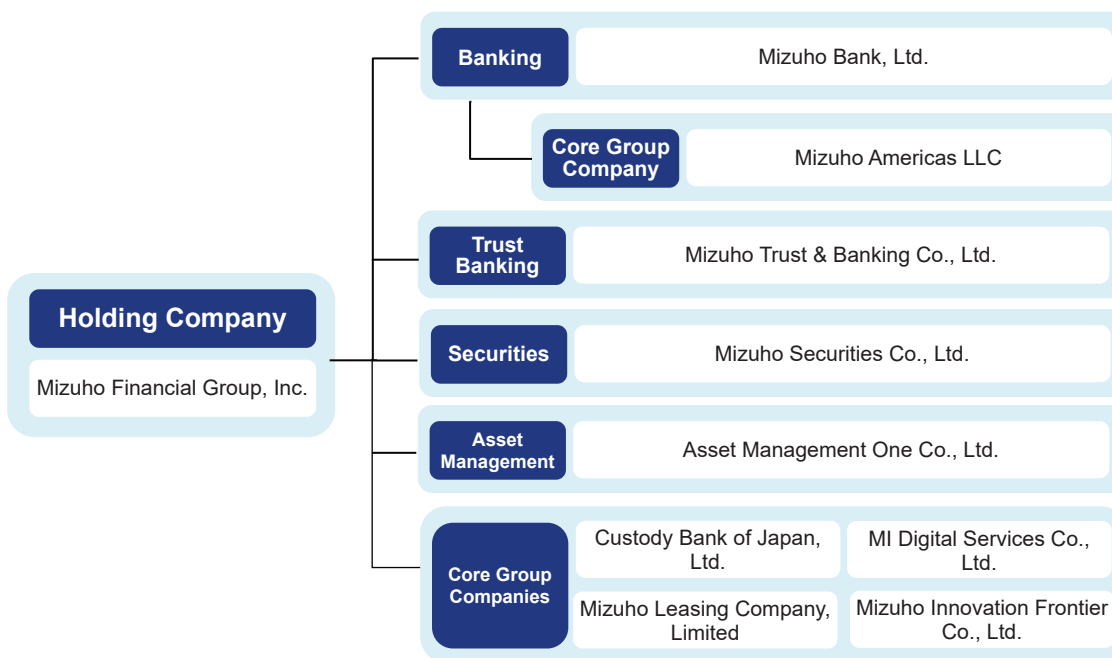 Banking
Mizuho Bank, Ltd.
Core Group
Company
Mizuho Americas LLC
Trust
Banking
Mizuho Trust & Banking Co., Ltd.
Holding Company
Mizuho Financial Group, Inc.
Securities
Mizuho Securities Co., Ltd.
Asset
Management
Asset Management One Co., Ltd.
Core Group
Companies
Custody Bank of Japan,
Ltd.
MI Digital Services Co.,
Ltd.
Mizuho Leasing Company,
Limited
Mizuho Innovation Frontier
Co., Ltd.